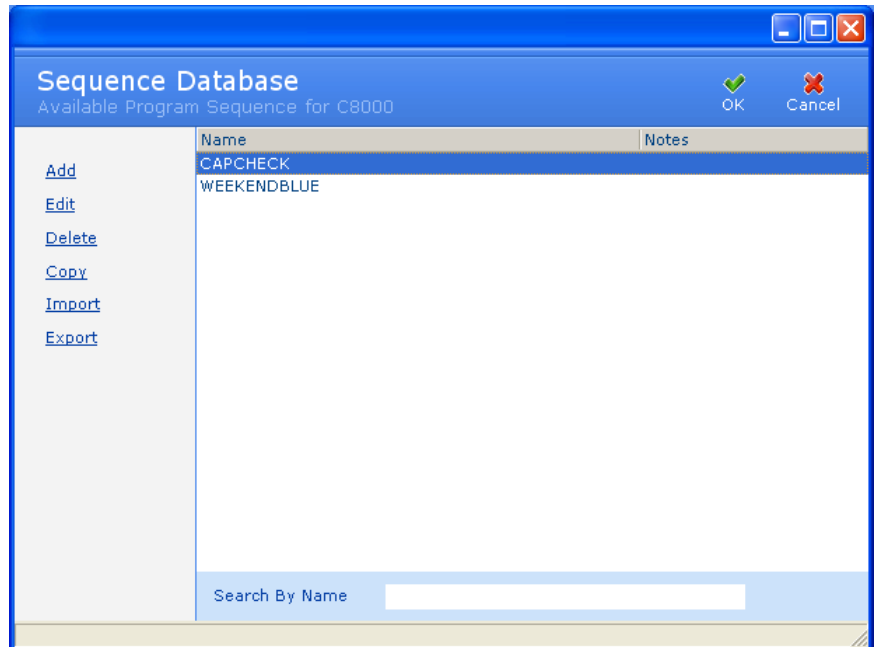 Sequence Database
Available Program Sequence for C8000
OK Cancel
Name Notes
CAPCHECK
WEEKENDBLUE
Add
Edit
Delete
Copy
Import
Export
Search By Name